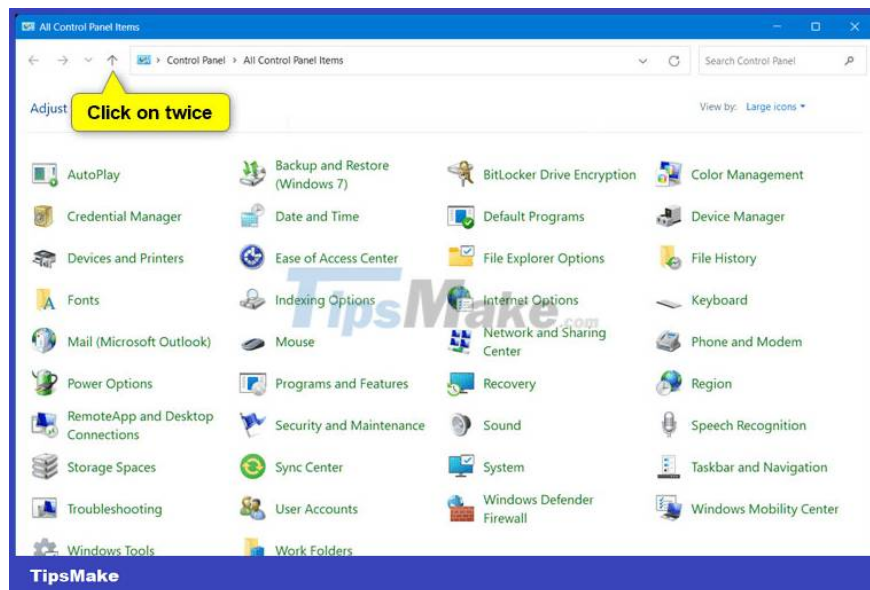 All Control Panel Items
Control Panel > All Control Panel Items
Search Control Panel
Adjust
Click on twice
View by: Large icons
AutoPlay
Backup and Restore
(Windows 7)
BitLocker Drive Encryption
Color Management
Credential Manager
Date and Time
Default Programs
Device Manager
Devices and Printers
Ease of Access Center
File Explorer Options
File History
Fonts
Indexing Options
Internet Options
Keyboard
TipsMake.com
Mail (Microsoft Outlook)
Mouse
Network and Sharing
Center
Phone and Modem
Power Options
Programs and Features
Recovery
Region
RemoteApp and Desktop
Connections
Security and Maintenance
Sound
Speech Recognition
Storage Spaces
Sync Center
System
Taskbar and Navigation
Troubleshooting
User Accounts
Windows Defender
Firewall
Windows Mobility Center
Windows Tools
Work Folders
TipsMake